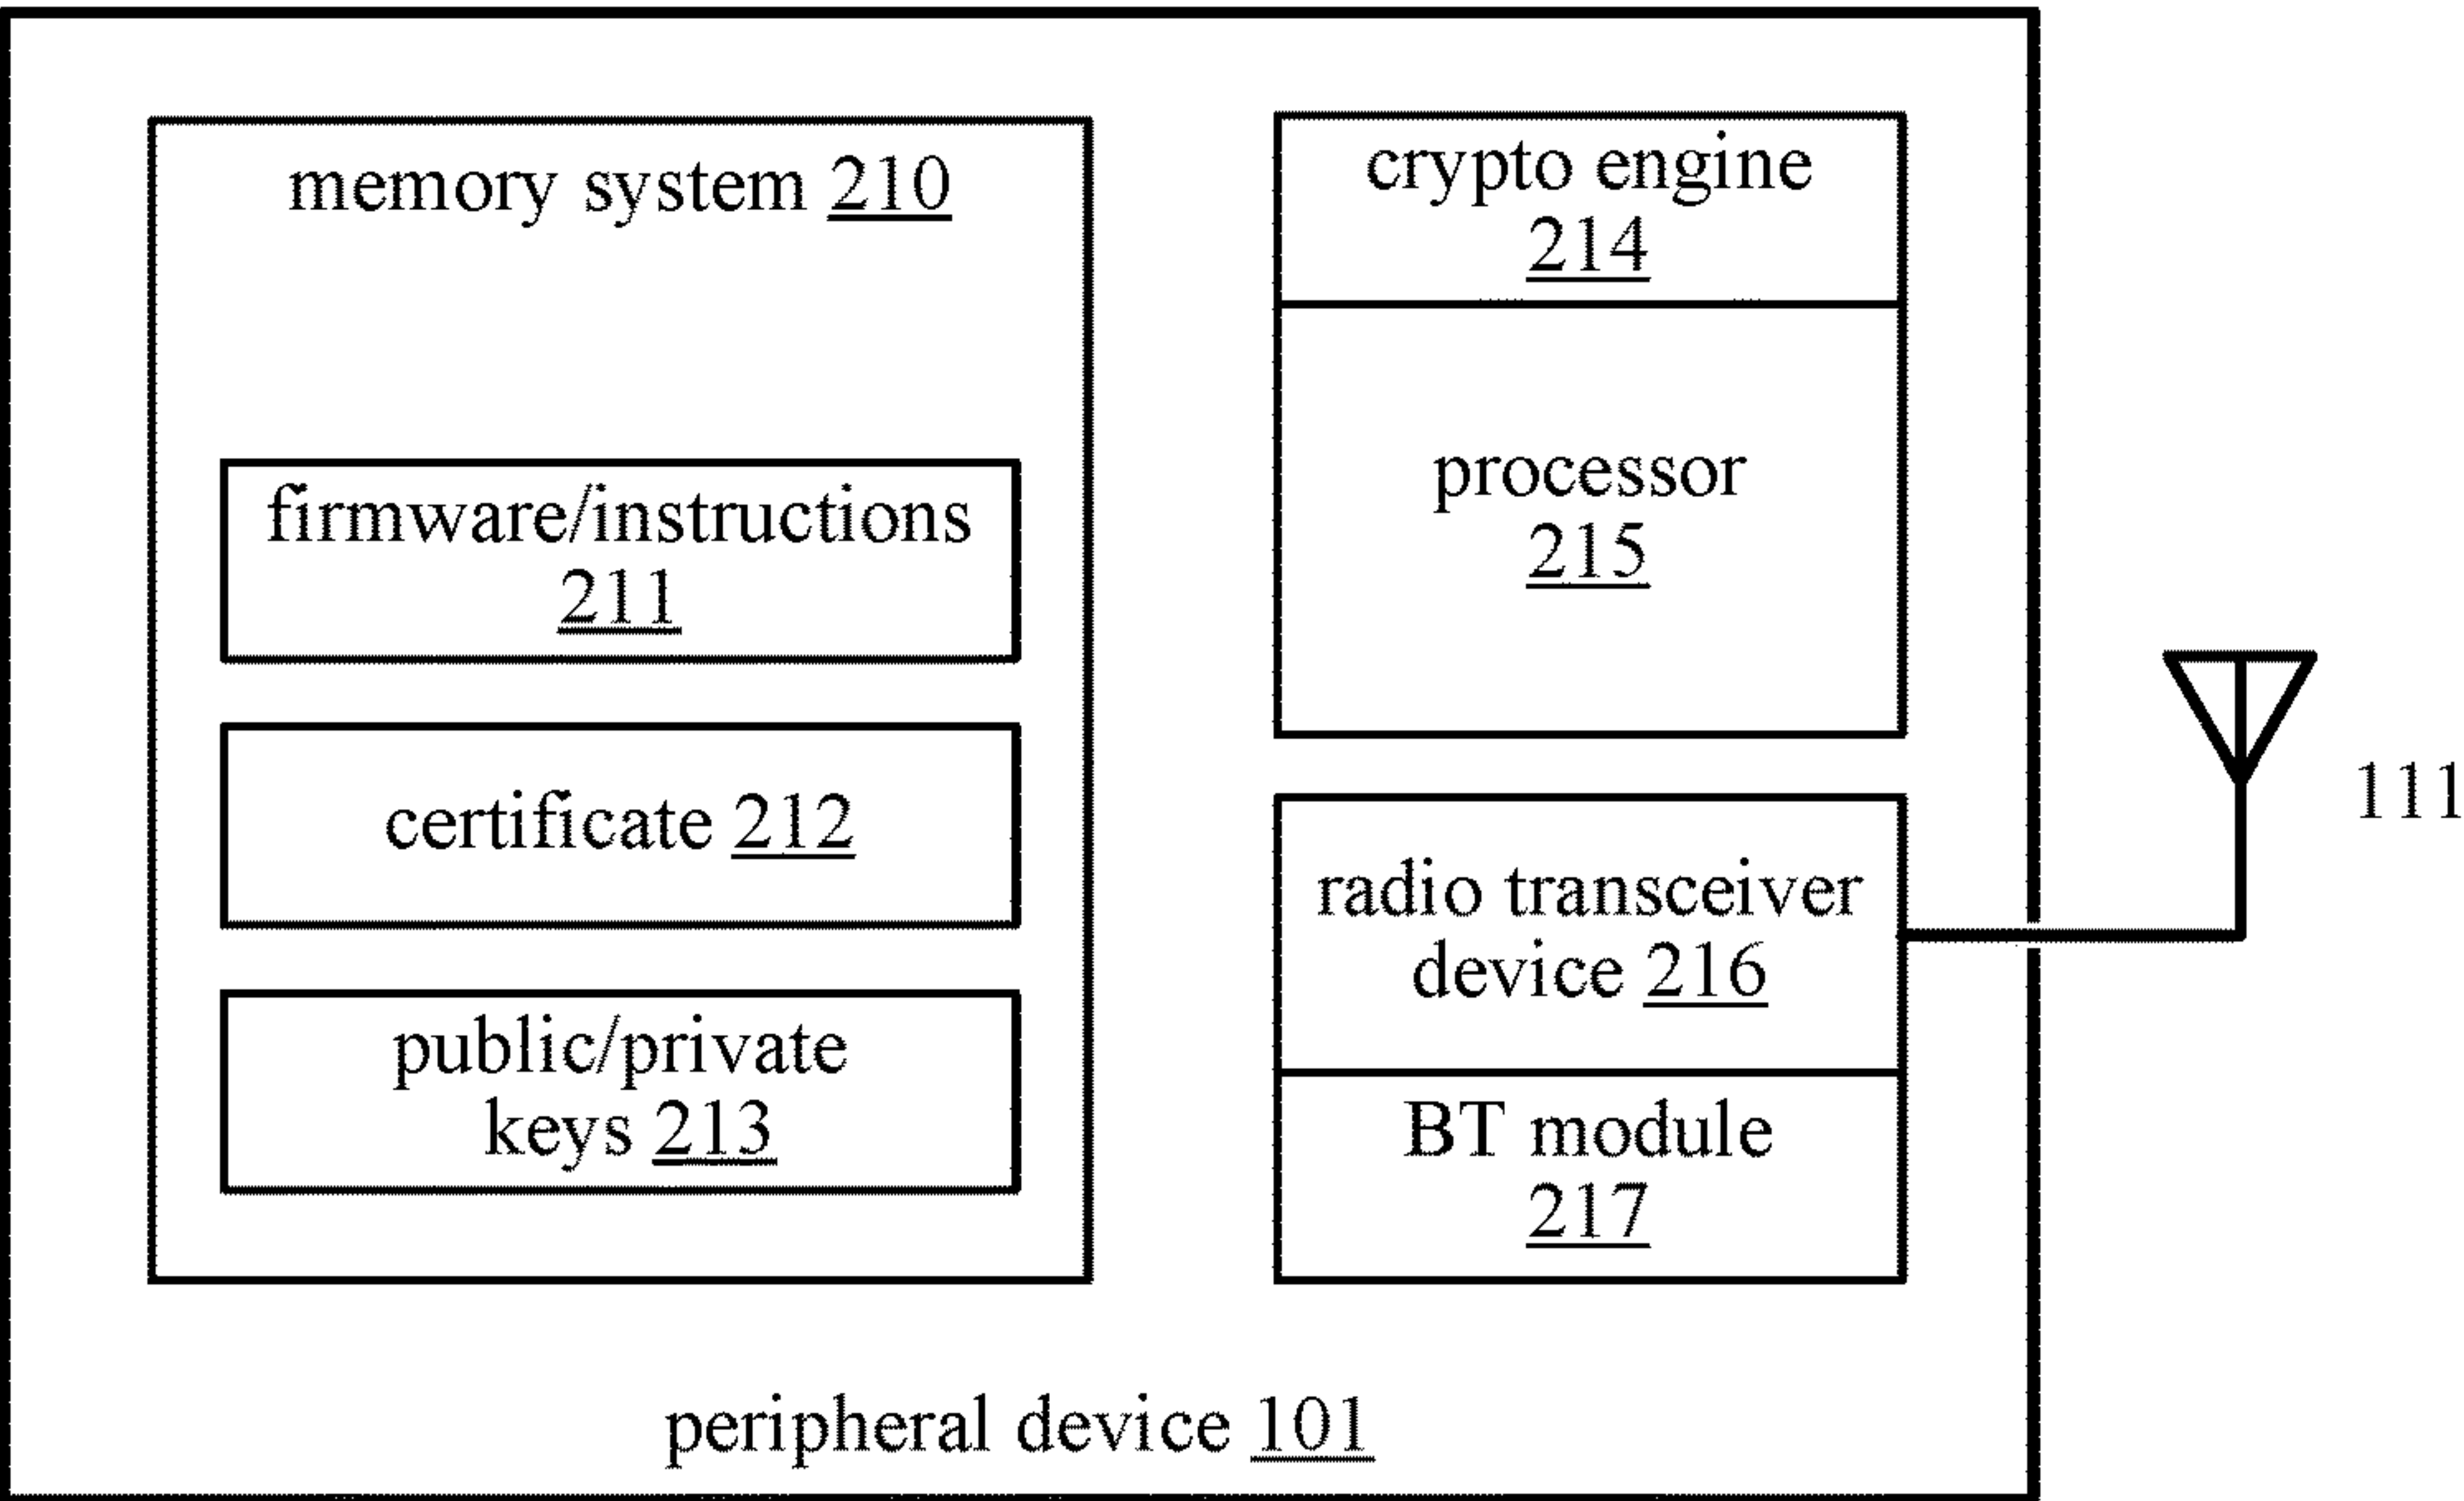 memory system 210
firmware/instructions
211
certificate 212
public/private
keys 213
crypto engine
214
processor
215
radio transceiver
device 216
BT module
217
111
peripheral device 101